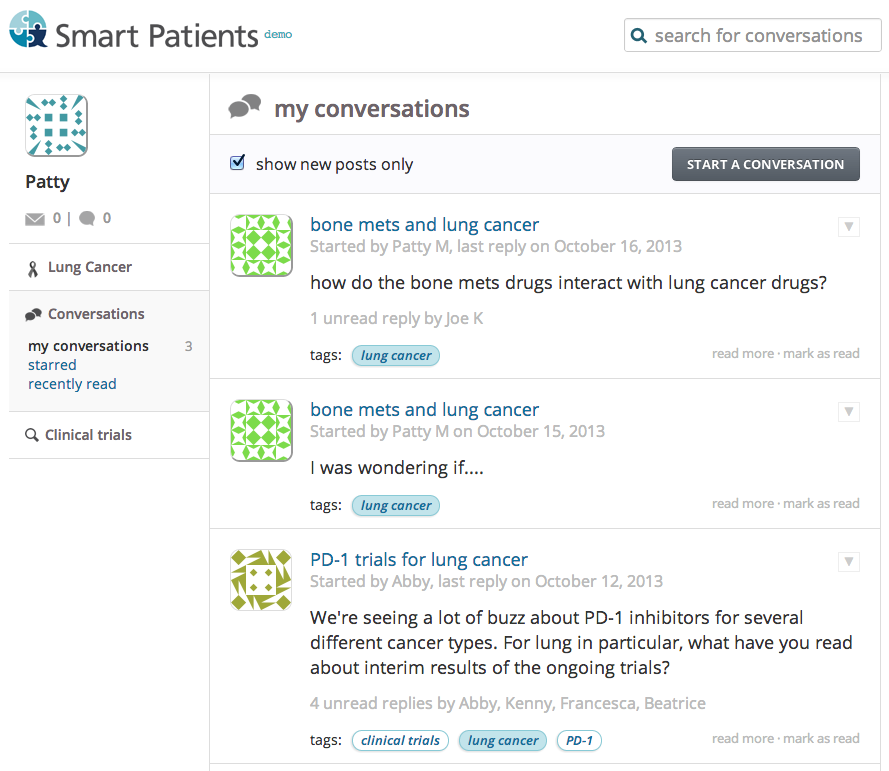 Smart Patients demo
search for conversations
Patty
0 | 0
Lung Cancer
Conversations
my conversations 3
starred
recently read
Clinical trials
my conversations
show new posts only
START A CONVERSATION
bone mets and lung cancer
Started by Patty M, last reply on October 16, 2013
how do the bone mets drugs interact with lung cancer drugs?
1 unread reply by Joe K
tags: lung cancer
read more · mark as read
bone mets and lung cancer
Started by Patty M on October 15, 2013
I was wondering if....
tags: lung cancer
read more · mark as read
PD-1 trials for lung cancer
Started by Abby, last reply on October 12, 2013
We're seeing a lot of buzz about PD-1 inhibitors for several
different cancer types. For lung in particular, what have you read
about interim results of the ongoing trials?
4 unread replies by Abby, Kenny, Francesca, Beatrice
tags: clinical trials lung cancer PD-1
read more · mark as read